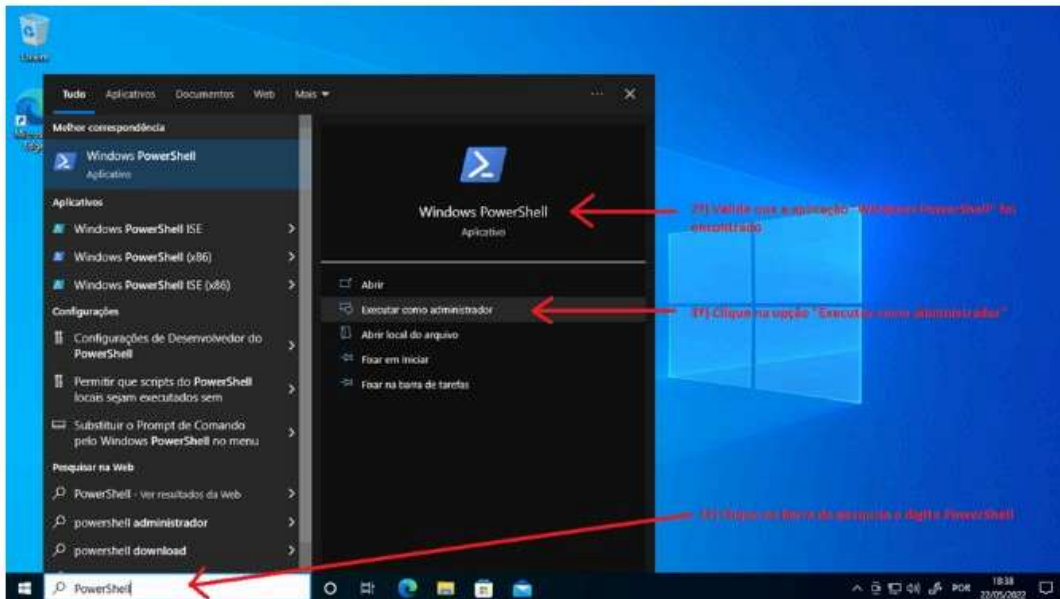 Tudo Aplicativos Documentos Web Mais
Melhor correspondência
Windows PowerShell
Aplicativo
Aplicativos
Windows PowerShell ISE
Windows PowerShell (x86)
Windows PowerShell ISE (x86)
Configurações
Configurações de Desenvolvedor do
PowerShell
Permitir que scripts do PowerShell
locais sejam executados sem
Substituir o Prompt de Comando
pelo Windows PowerShell no menu
Pesquisar na Web
PowerShell - Ver resultados da Web
powershell administrador
powershell download
PowerShell
Windows PowerShell
Aplicativo
Abrir
Executar como administrador
Abrir local do arquivo
Fixar em Iniciar
Fixar na barra de tarefas
Valide que a aplicação "Windows PowerShell" foi
encontrado
Clique na opção "Executar como administrador"
Clique na Barra de pesquisa e digite PowerShell
POR
18:38
22/05/2022